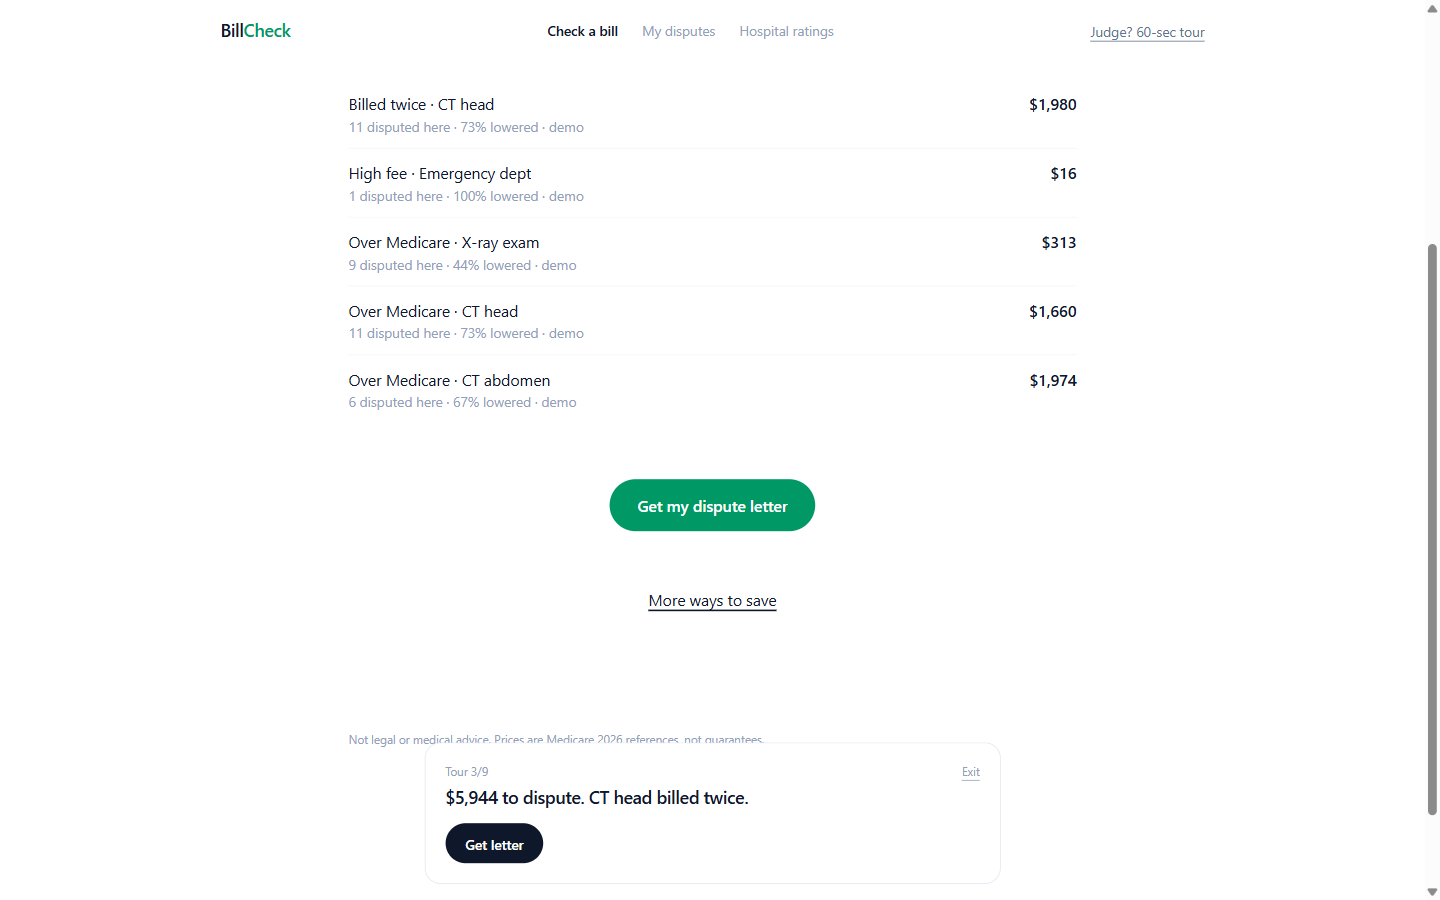 BillCheck
Check a bill
My disputes
Hospital ratings
Judge? 60-sec tour
Billed twice · CT head
$1,980
11 disputed here · 73% lowered · demo
High fee · Emergency dept
$16
1 disputed here · 100% lowered · demo
Over Medicare · X-ray exam
$313
9 disputed here · 44% lowered · demo
Over Medicare · CT head
$1,660
11 disputed here · 73% lowered · demo
Over Medicare · CT abdomen
$1,974
6 disputed here · 67% lowered · demo
Get my dispute letter
More ways to save
Not legal or medical advice. Prices are Medicare 2026 references, not guarantees.
Tour 3/9
Exit
$5,944 to dispute. CT head billed twice.
Get letter